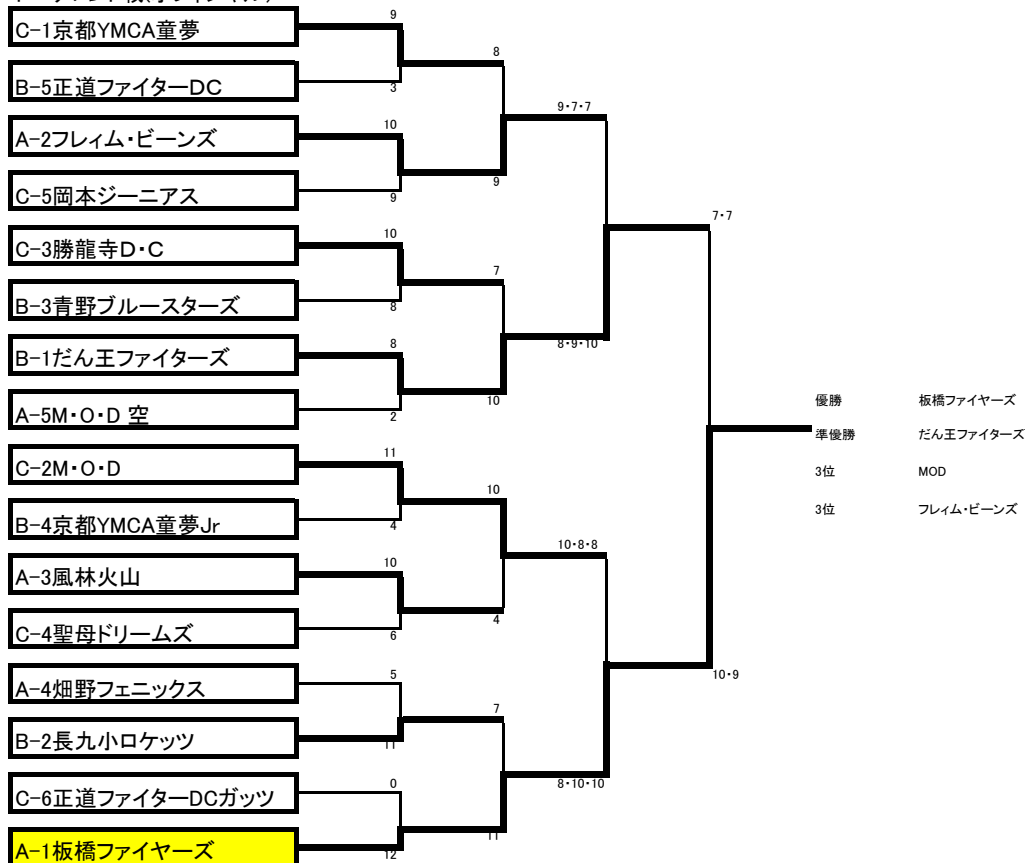 C-1京都YMCA童夢
B-5正道ファイターDC
A-2フレィム・ビーンズ
C-5岡本ジーニアス
C-3勝龍寺D・C
B-3青野ブルースターズ
B-1だん王ファイターズ
A-5M・O・D 空
C-2M・O・D
B-4京都YMCA童夢Jr
A-3風林火山
C-4聖母ドリームズ
A-4畑野フェニックス
B-2長九小ロケッツ
C-6正道ファイターDCガッツ
A-1板橋ファイヤーズ
9
3
10
9
10
8
8
2
11
4
10
6
5
11
0
12
8
9
7
10
10
4
7
11
9・7・7
8・9・10
10・8・8
8・10・10
7・7
10・9
優勝 板橋ファイヤーズ
準優勝 だん王ファイターズ
3位 MOD
3位 フレィム・ビーンズ